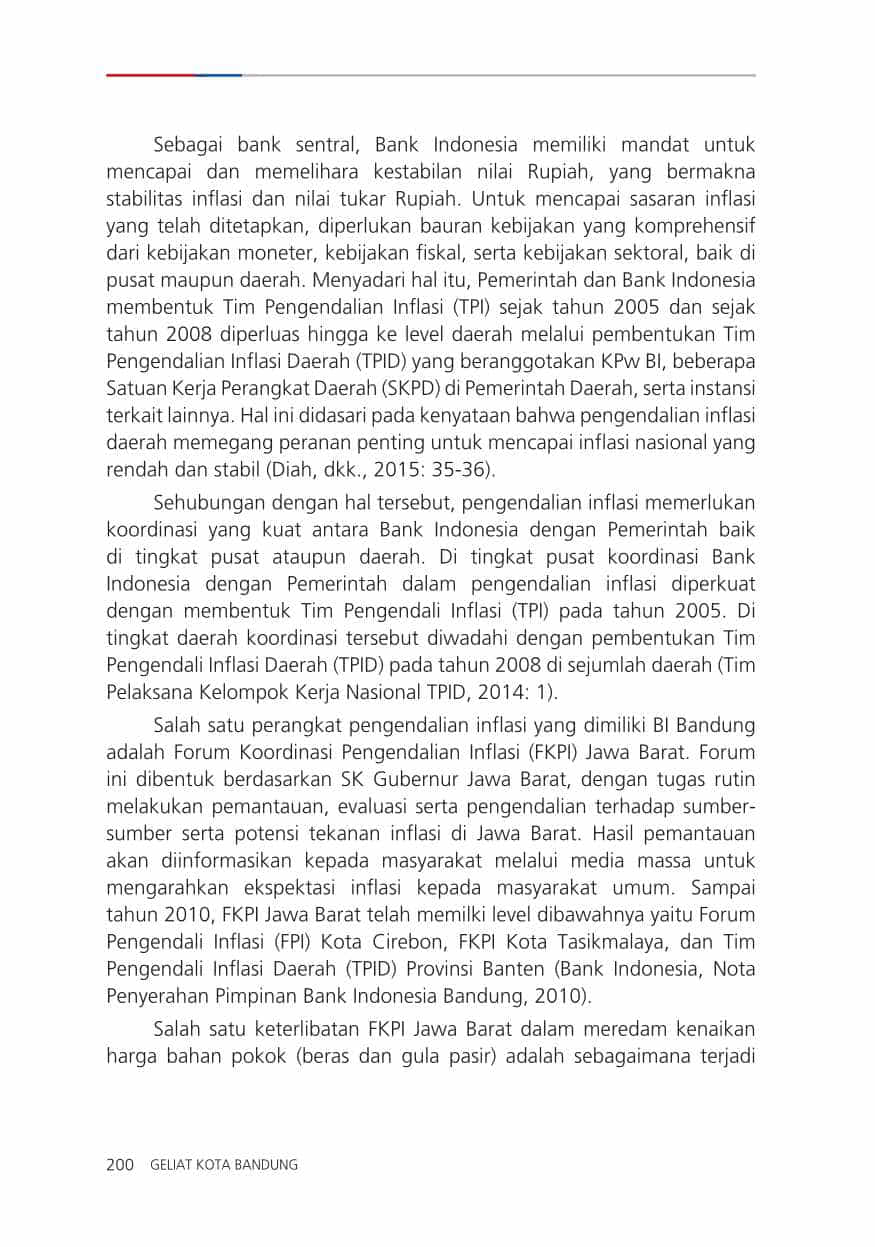 Sebagai bank sentral, Bank Indonesia memiliki mandat untuk
mencapai dan memelihara kestabilan nilai Rupiah, yang bermakna
stabilitas inflasi dan nilai tukar Rupiah. Untuk mencapai sasaran inflasi
yang telah ditetapkan, diperlukan bauran kebijakan yang komprehensif
dari kebijakan moneter, kebijakan fiskal, serta kebijakan sektoral, baik di
pusat maupun daerah. Menyadari hal itu, Pemerintah dan Bank Indonesia
membentuk Tim Pengendalian Inflasi (TPI) sejak tahun 2005 dan sejak
tahun 2008 diperluas hingga ke level daerah melalui pembentukan Tim
Pengendalian Inflasi Daerah (TPID) yang beranggotakan KPw BI, beberapa
Satuan Kerja Perangkat Daerah (SKPD) di Pemerintah Daerah, serta instansi
terkait lainnya. Hal ini didasari pada kenyataan bahwa pengendalian inflasi
daerah memegang peranan penting untuk mencapai inflasi nasional yang
rendah dan stabil (Diah, dkk., 2015: 35-36).
Sehubungan dengan hal tersebut, pengendalian inflasi memerlukan
koordinasi yang kuat antara Bank Indonesia dengan Pemerintah baik
di tingkat pusat ataupun daerah. Di tingkat pusat koordinasi Bank
Indonesia dengan Pemerintah dalam pengendalian inflasi diperkuat
dengan membentuk Tim Pengendali Inflasi (TPI) pada tahun 2005. Di
tingkat daerah koordinasi tersebut diwadahi dengan pembentukan Tim
Pengendali Inflasi Daerah (TPID) pada tahun 2008 di sejumlah daerah (Tim
Pelaksana Kelompok Kerja Nasional TPID, 2014: 1).
Salah satu perangkat pengendalian inflasi yang dimiliki BI Bandung
adalah Forum Koordinasi Pengendalian Inflasi (FKPI) Jawa Barat. Forum
ini dibentuk berdasarkan SK Gubernur Jawa Barat, dengan tugas rutin
melakukan pemantauan, evaluasi serta pengendalian terhadap sumber-
sumber serta potensi tekanan inflasi di Jawa Barat. Hasil pemantauan
akan diinformasikan kepada masyarakat melalui media massa untuk
mengarahkan ekspektasi inflasi kepada masyarakat umum. Sampai
tahun 2010, FKPI Jawa Barat telah memilki level dibawahnya yaitu Forum
Pengendali Inflasi (FPI) Kota Cirebon, FKPI Kota Tasikmalaya, dan Tim
Pengendali Inflasi Daerah (TPID) Provinsi Banten (Bank Indonesia, Nota
Penyerahan Pimpinan Bank Indonesia Bandung, 2010).
Salah satu keterlibatan FKPI Jawa Barat dalam meredam kenaikan
harga bahan pokok (beras dan gula pasir) adalah sebagaimana terjadi
200 GELIAT KOTA BANDUNG